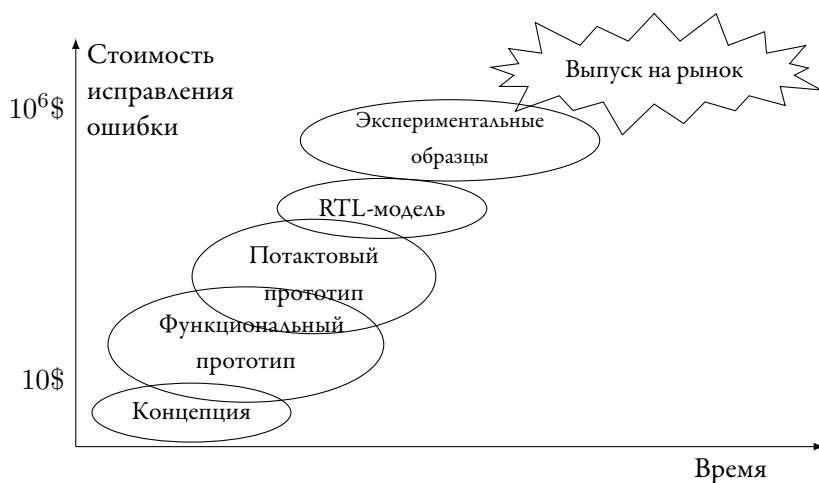 Стоимость
исправления
ошибки
Выпуск на рынок
10⁶$
Экспериментальные
образцы
RTL-модель
Потактовый
прототип
Функциональный
прототип
10$
Концепция
Время